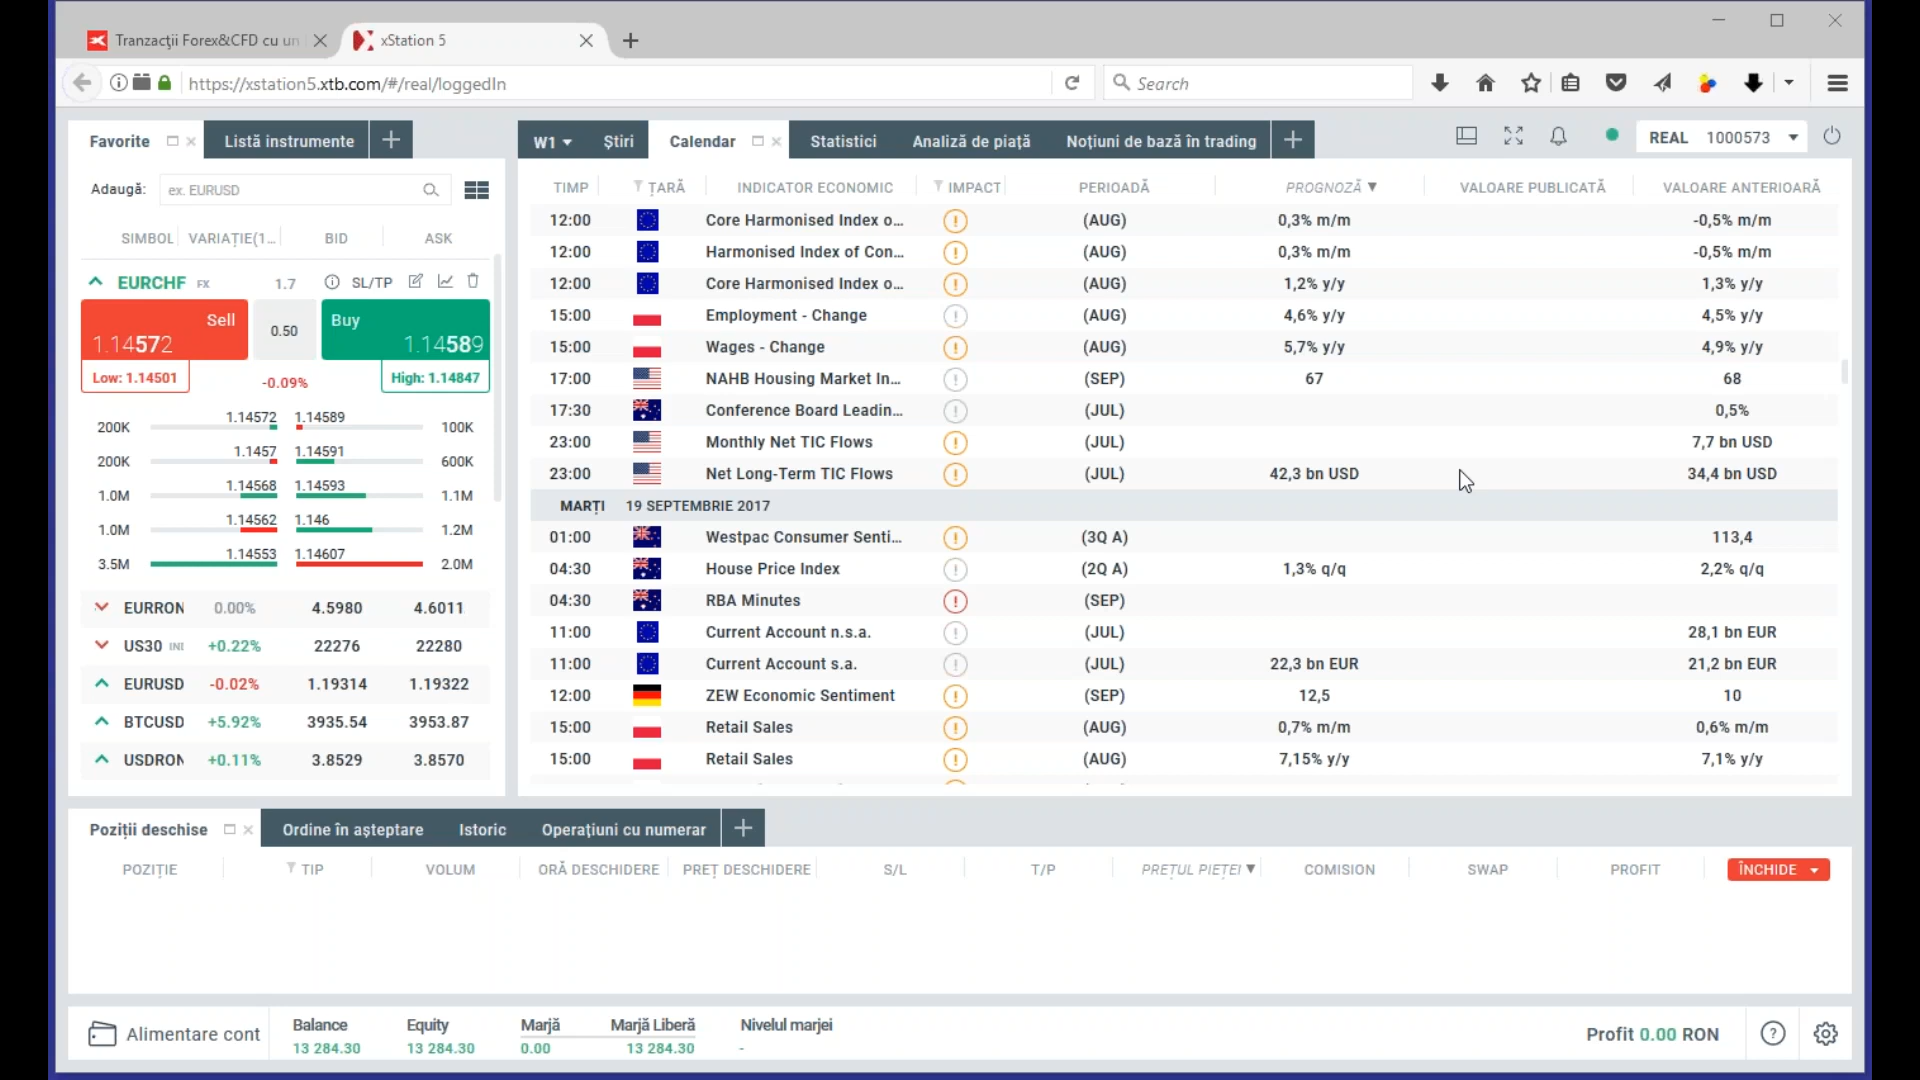 Tranzacții Forex&CFD cu un
xStation 5
https://xstation5.xtb.com/#/real/loggedIn
Search
Favorite
Listă instrumente
W1 Știri Calendar Statistici Analiză de piață Noțiuni de bază în trading
REAL 1000573
Adaugă: ex. EURUSD
SIMBOL VARIAȚIE(1... BID ASK
EURCHF FX 1.7 SL/TP
Sell 1.14572
0.50
Buy 1.14589
Low: 1.14501 -0.09% High: 1.14847
200K 1.14572 1.14589 100K
200K 1.1457 1.14591 600K
1.0M 1.14568 1.14593 1.1M
1.0M 1.14562 1.146 1.2M
3.5M 1.14553 1.14607 2.0M
EURRON 0.00% 4.5980 4.6011
US30 +0.22% 22276 22280
EURUSD -0.02% 1.19314 1.19322
BTCUSD +5.92% 3935.54 3953.87
USDRON +0.11% 3.8529 3.8570
TIMP ȚARĂ INDICATOR ECONOMIC IMPACT PERIOADĂ PROGNOZĂ VALOARE PUBLICATĂ VALOARE ANTERIOARĂ
12:00 Core Harmonised Index o... (AUG) 0,3% m/m -0,5% m/m
12:00 Harmonised Index of Con... (AUG) 0,3% m/m -0,5% m/m
12:00 Core Harmonised Index o... (AUG) 1,2% y/y 1,3% y/y
15:00 Employment - Change (AUG) 4,6% y/y 4,5% y/y
15:00 Wages - Change (AUG) 5,7% y/y 4,9% y/y
17:00 NAHB Housing Market In... (SEP) 67 68
17:30 Conference Board Leadin... (JUL) 0,5%
23:00 Monthly Net TIC Flows (JUL) 7,7 bn USD
23:00 Net Long-Term TIC Flows (JUL) 42,3 bn USD 34,4 bn USD
MARȚI 19 SEPTEMBRIE 2017
01:00 Westpac Consumer Senti... (3Q A) 113,4
04:30 House Price Index (2Q A) 1,3% q/q 2,2% q/q
04:30 RBA Minutes (SEP)
11:00 Current Account n.s.a. (JUL) 28,1 bn EUR
11:00 Current Account s.a. (JUL) 22,3 bn EUR 21,2 bn EUR
12:00 ZEW Economic Sentiment (SEP) 12,5 10
15:00 Retail Sales (AUG) 0,7% m/m 0,6% m/m
15:00 Retail Sales (AUG) 7,15% y/y 7,1% y/y
Poziții deschise Ordine în așteptare Istoric Operațiuni cu numerar
POZIȚIE TIP VOLUM ORĂ DESCHIDERE PREȚ DESCHIDERE S/L T/P PREȚUL PIEȚEI COMISION SWAP PROFIT ÎNCHIDE
Alimentare cont
Balance Equity Marjă Marjă Liberă Nivelul marjei
13 284.30 13 284.30 0.00 13 284.30 -
Profit 0.00 RON